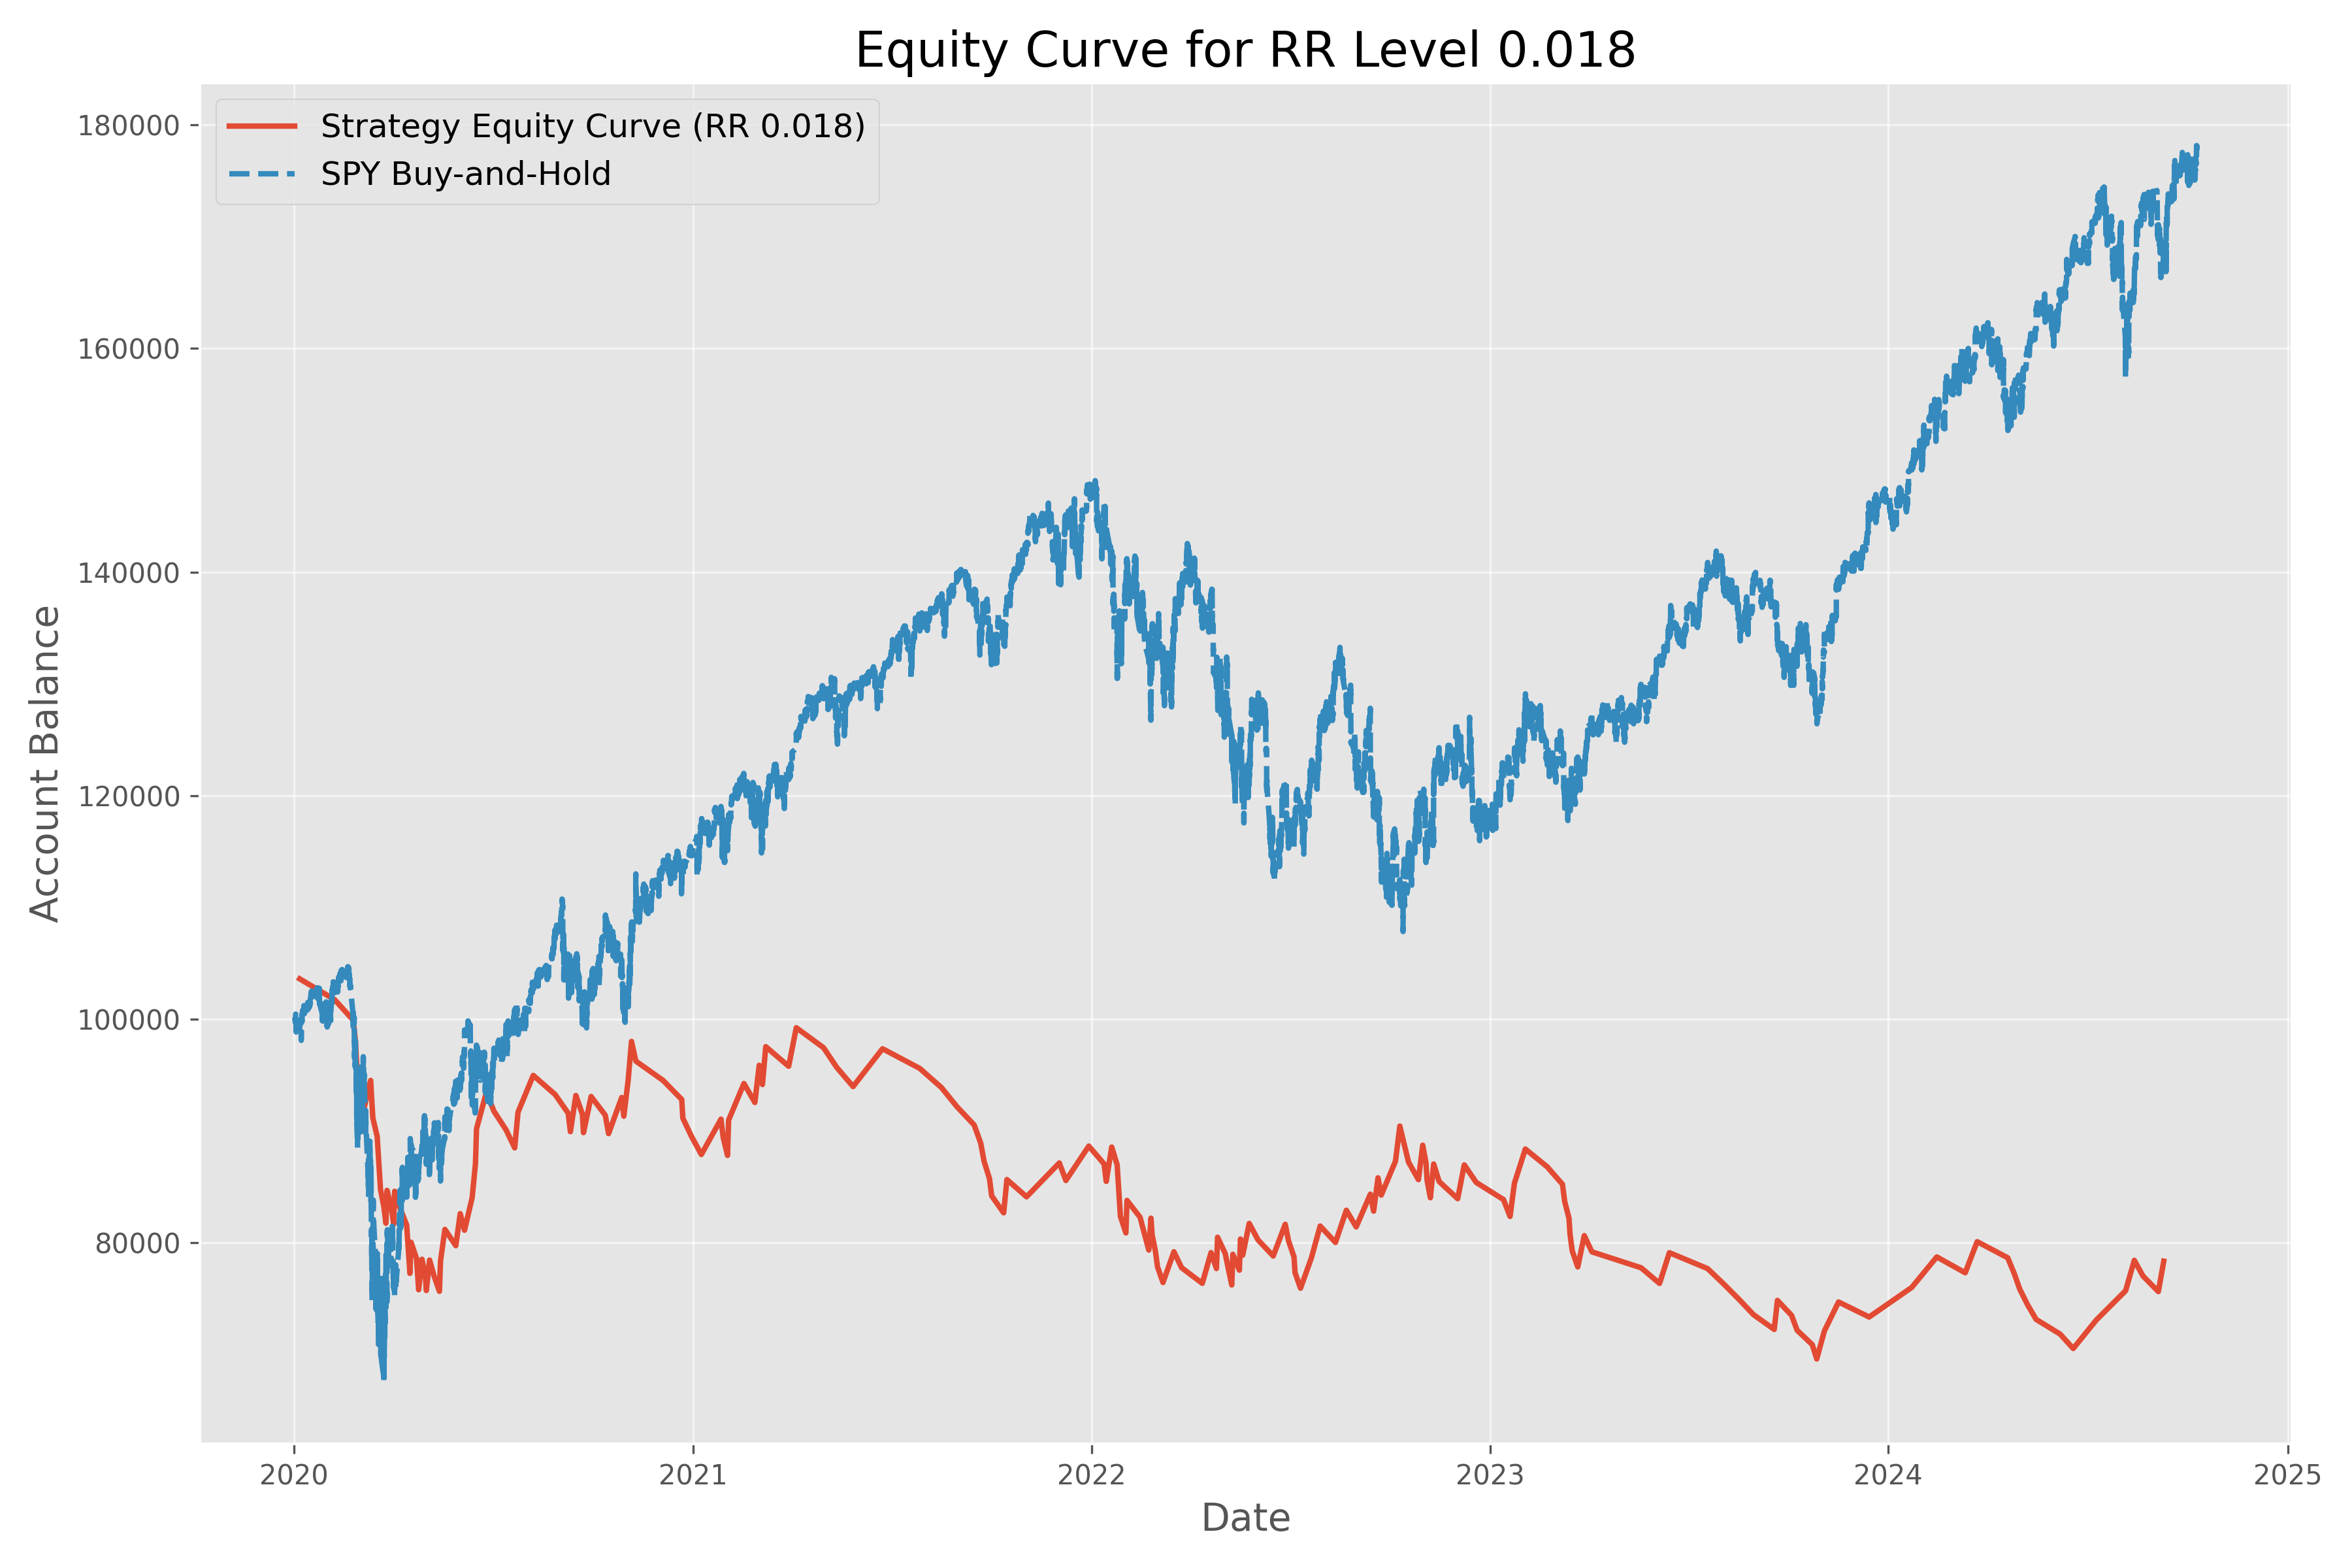 Equity Curve for RR Level 0.018
Strategy Equity Curve (RR 0.018)
SPY Buy-and-Hold
180000
160000
140000
120000
100000
80000
Account Balance
2020
2021
2022
2023
2024
2025
Date